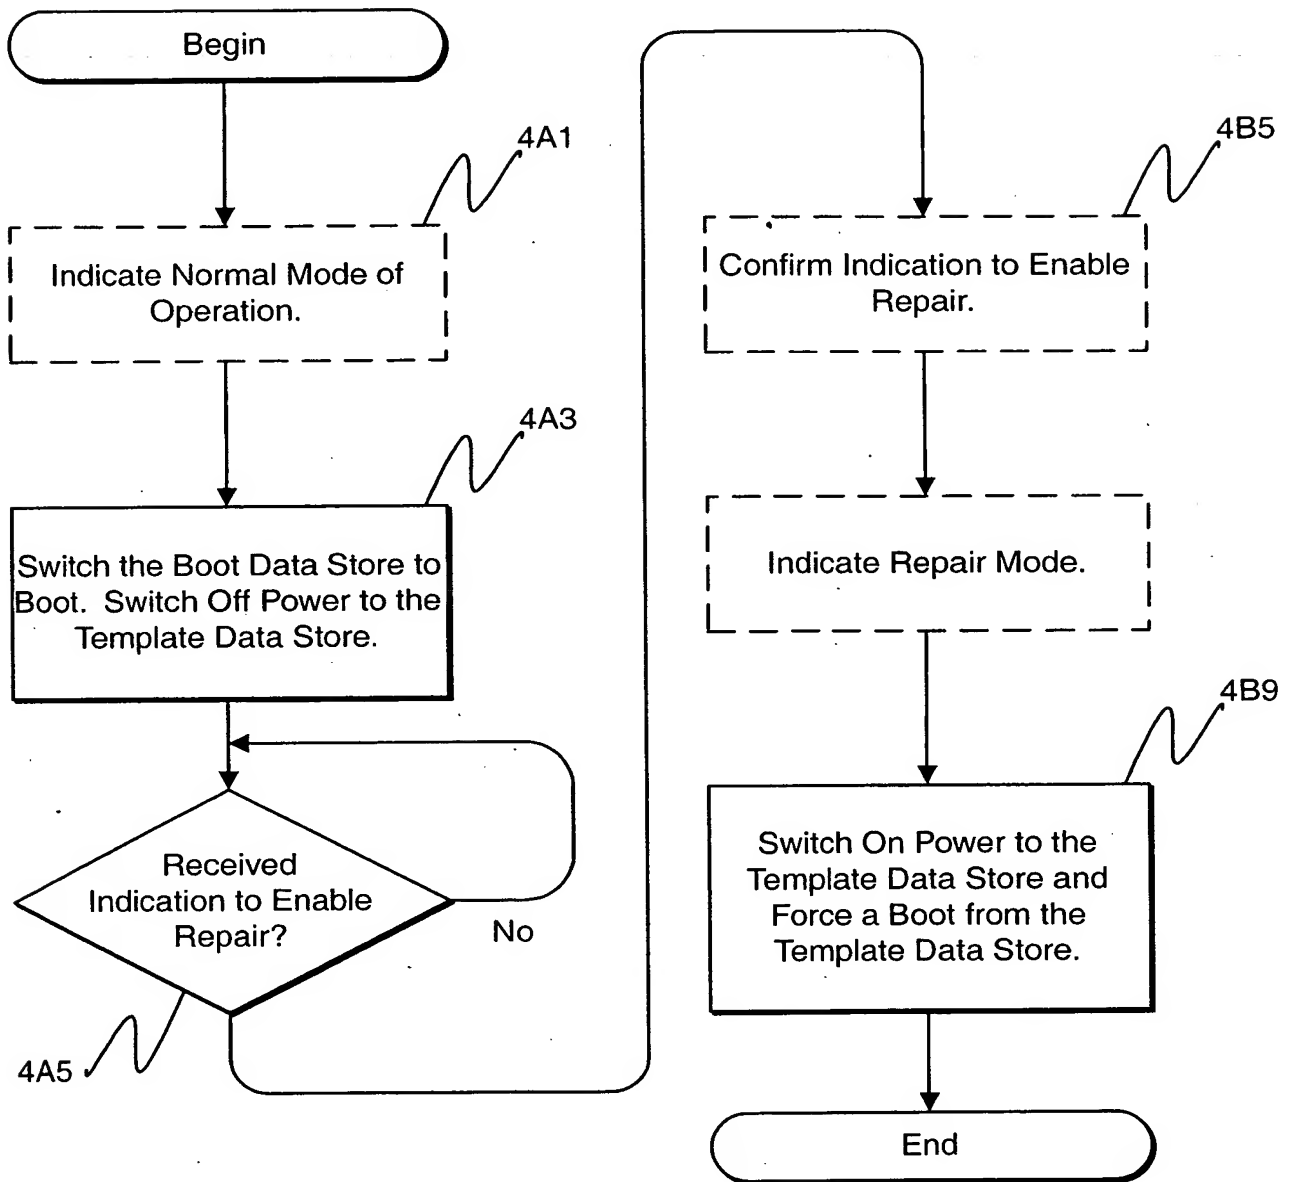 Begin
4A1
Indicate Normal Mode of
Operation.
4A3
Switch the Boot Data Store to
Boot.  Switch Off Power to the
Template Data Store.
Received
Indication to Enable
Repair?
No
4A5
4B5
Confirm Indication to Enable
Repair.
Indicate Repair Mode.
4B9
Switch On Power to the
Template Data Store and
Force a Boot from the
Template Data Store.
End